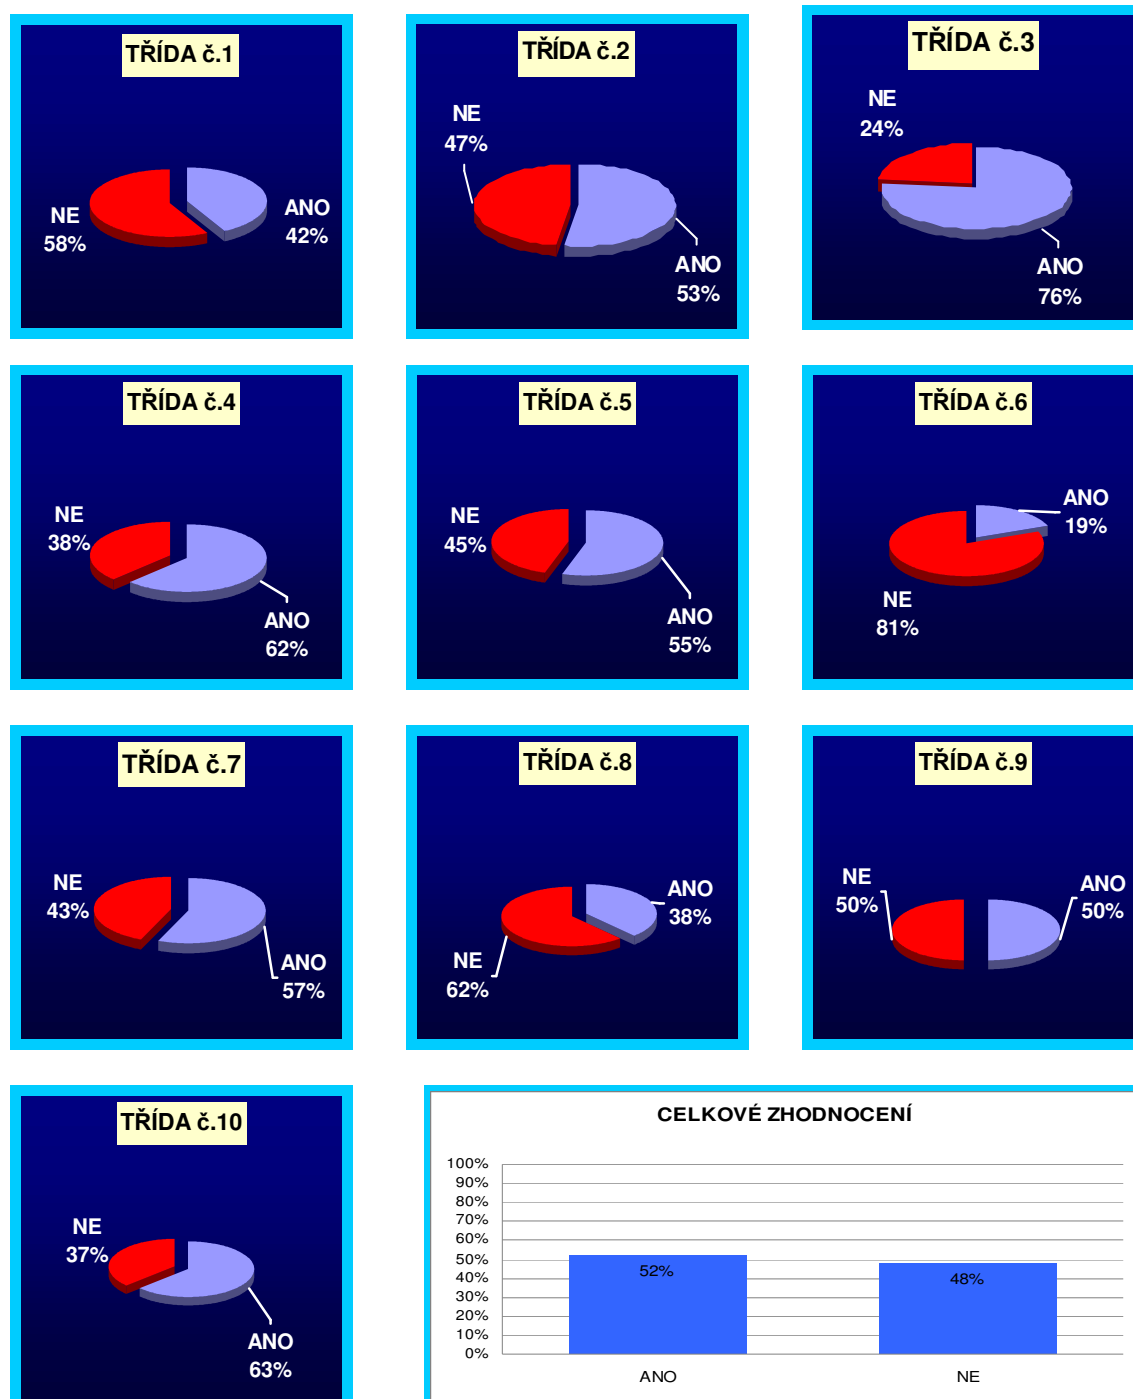 TŘÍDA č.1
NE
58%
ANO
42%
TŘÍDA č.2
NE
47%
ANO
53%
TŘÍDA č.3
NE
24%
ANO
76%
TŘÍDA č.4
NE
38%
ANO
62%
TŘÍDA č.5
NE
45%
ANO
55%
TŘÍDA č.6
ANO
19%
NE
81%
TŘÍDA č.7
NE
43%
ANO
57%
TŘÍDA č.8
ANO
38%
NE
62%
TŘÍDA č.9
NE
50%
ANO
50%
TŘÍDA č.10
NE
37%
ANO
63%
CELKOVÉ ZHODNOCENÍ
100%
90%
80%
70%
60%
50%
40%
30%
20%
10%
0%
52%
48%
ANO
NE